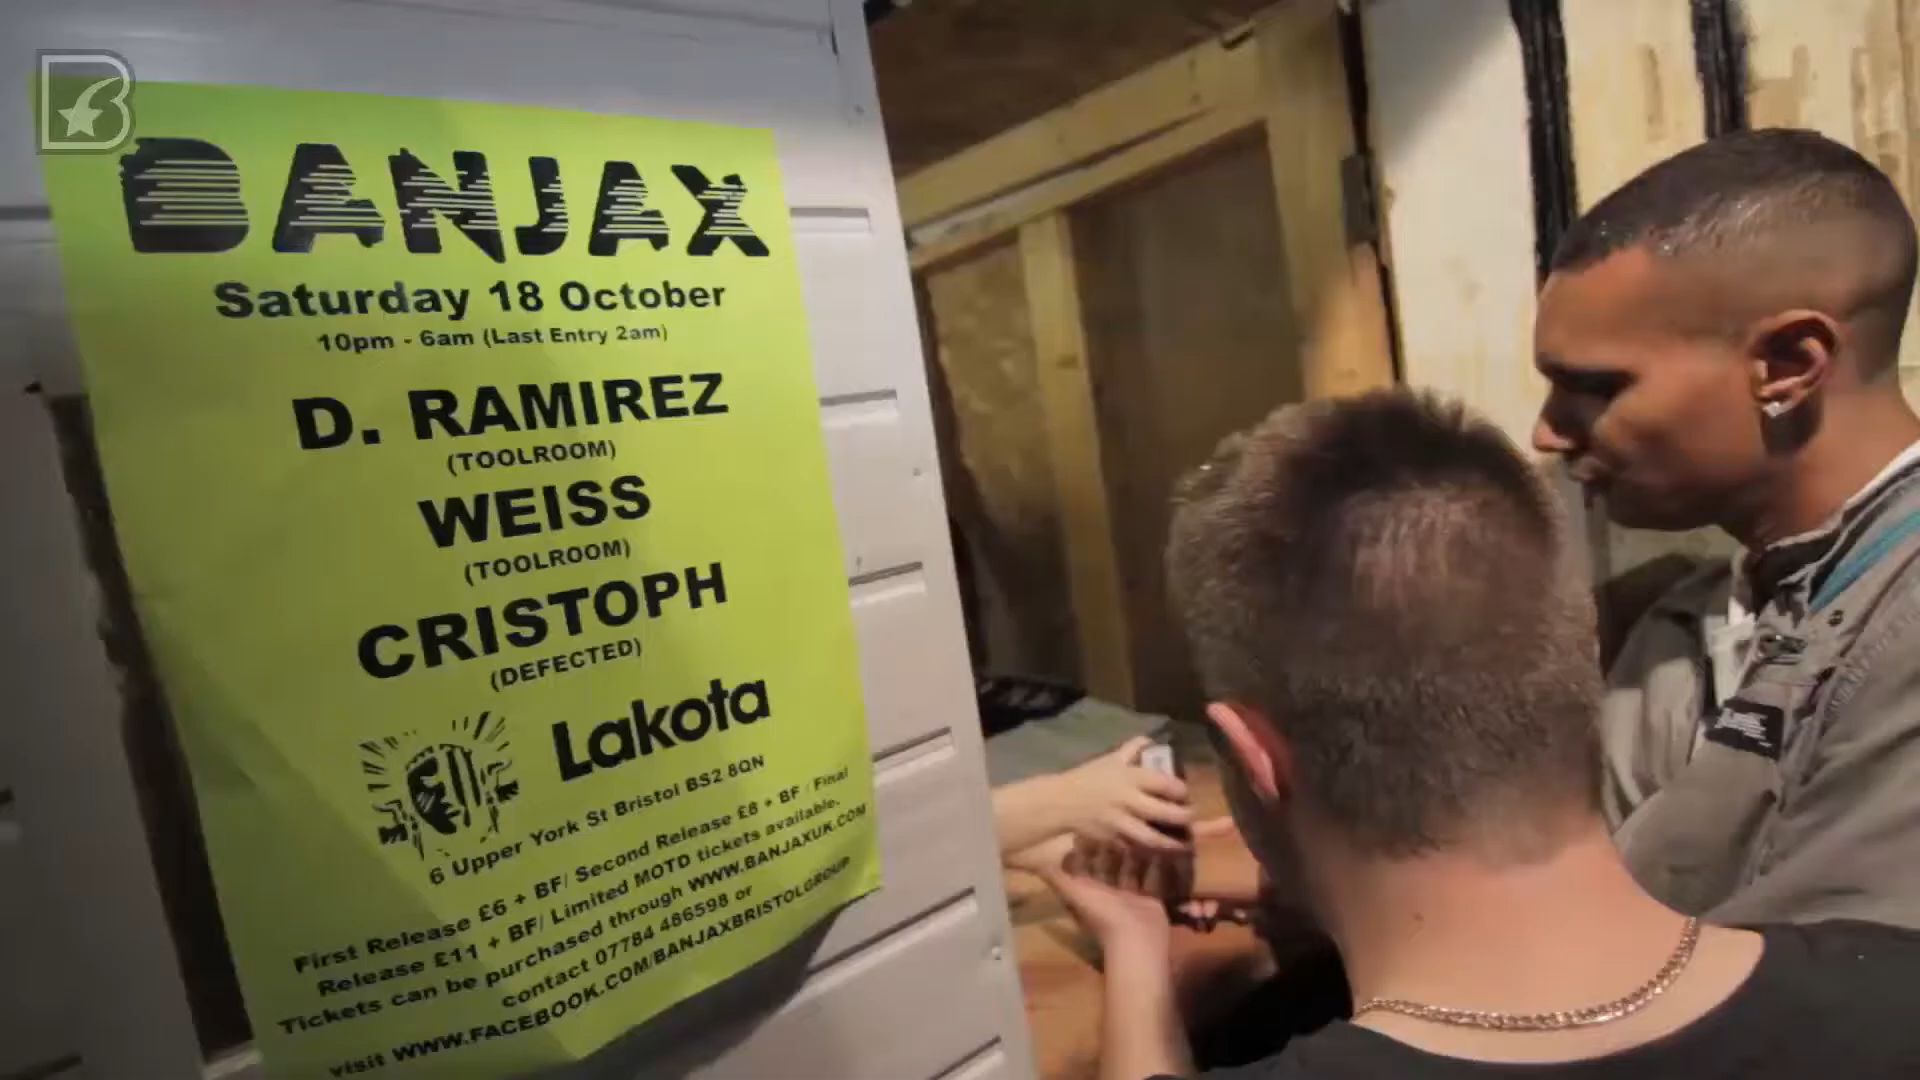 BANJAX
Saturday 18 October
10pm - 6am (Last Entry 2am)
D. RAMIREZ
(TOOLROOM)
WEISS
(TOOLROOM)
CRISTOPH
(DEFECTED)
Lakota
6 Upper York St Bristol BS2 8QN
First Release £6 + BF/ Second Release £8 + BF / Final
Release £11 + BF/ Limited MOTD tickets available.
Tickets can be purchased through WWW.BANJAXUK.COM
contact 07784 486598 or
visit WWW.FACEBOOK.COM/BANJAXBRISTOLGROUP